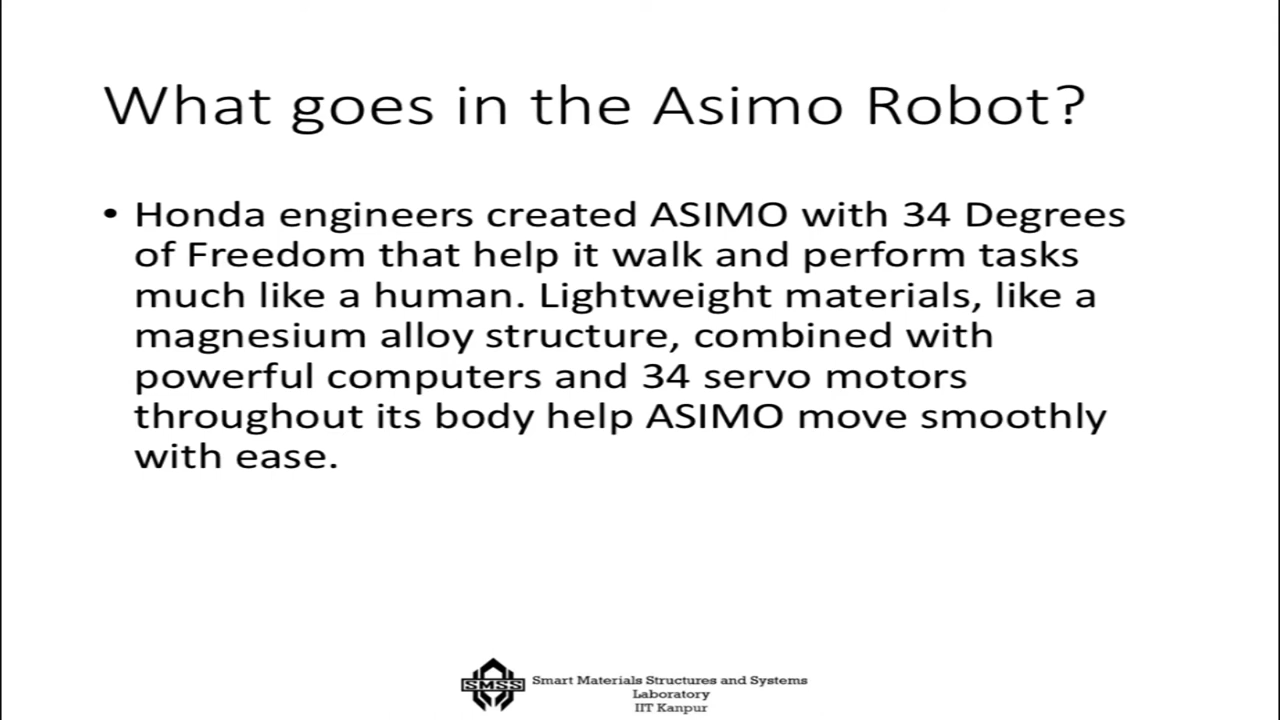 What goes in the Asimo Robot?
• Honda engineers created ASIMO with 34 Degrees
of Freedom that help it walk and perform tasks
much like a human. Lightweight materials, like a
magnesium alloy structure, combined with
powerful computers and 34 servo motors
throughout its body help ASIMO move smoothly
with ease.
SMSS
Smart Materials Structures and Systems
Laboratory
IIT Kanpur